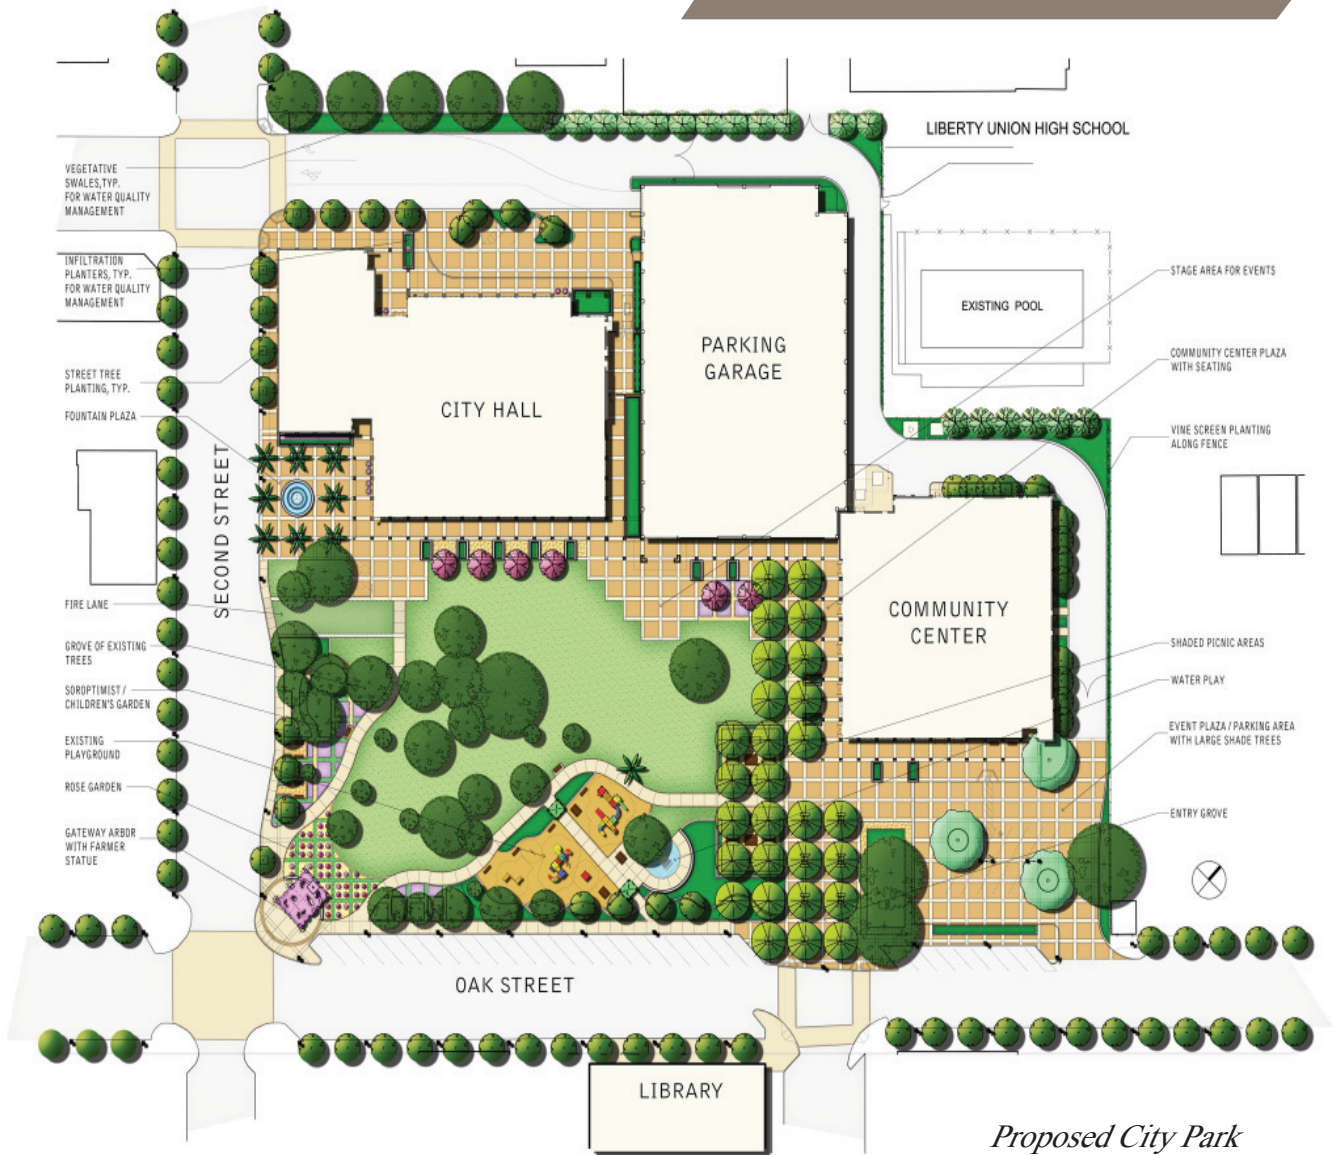 LIBERTY UNION HIGH SCHOOL
VEGETATIVE
SWALES,TYP.
FOR WATER QUALITY
MANAGEMENT
INFILTRATION
PLANTERS, TYP.
FOR WATER QUALITY
MANAGEMENT
STREET TREE
PLANTING, TYP.
FOUNTAIN PLAZA
SECOND STREET
FIRE LANE
GROVE OF EXISTING
TREES
SOROPTIMIST /
CHILDREN'S GARDEN
EXISTING
PLAYGROUND
ROSE GARDEN
GATEWAY ARBOR
WITH FARMER
STATUE
CITY HALL
PARKING
GARAGE
EXISTING POOL
COMMUNITY
CENTER
STAGE AREA FOR EVENTS
COMMUNITY CENTER PLAZA
WITH SEATING
VINE SCREEN PLANTING
ALONG FENCE
SHADED PICNIC AREAS
WATER PLAY
EVENT PLAZA / PARKING AREA
WITH LARGE SHADE TREES
ENTRY GROVE
OAK STREET
LIBRARY
Proposed City Park